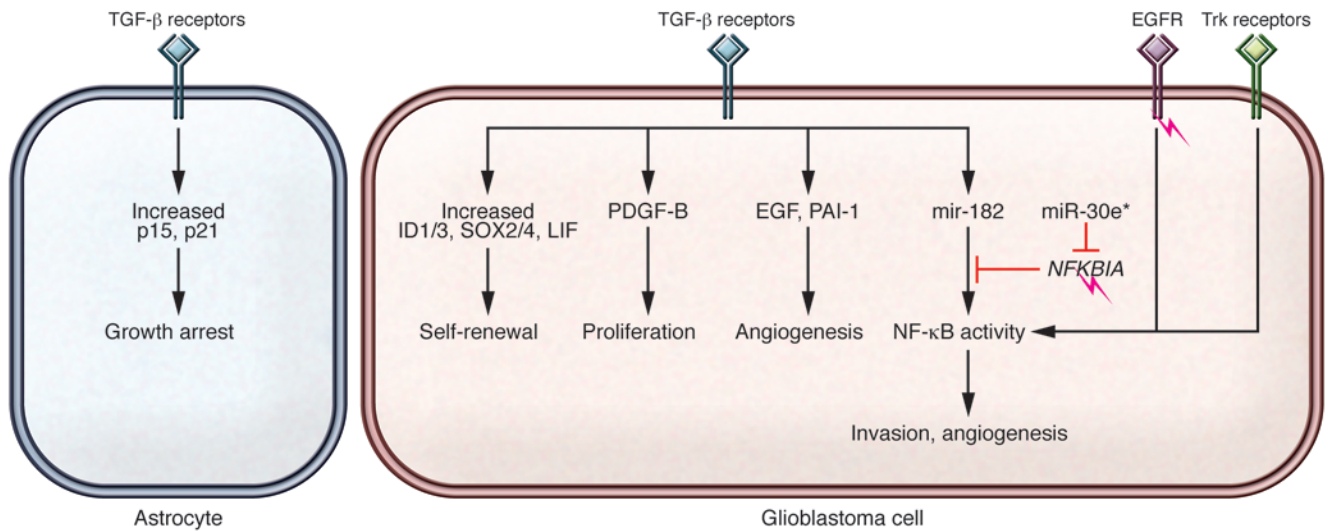 TGF-β receptors
TGF-β receptors
EGFR
Trk receptors
Increased
p15, p21
Growth arrest
Increased
ID1/3, SOX2/4, LIF
PDGF-B
EGF, PAI-1
mir-182
miR-30e*
NFKBIA
Self-renewal
Proliferation
Angiogenesis
NF-κB activity
Invasion, angiogenesis
Astrocyte
Glioblastoma cell